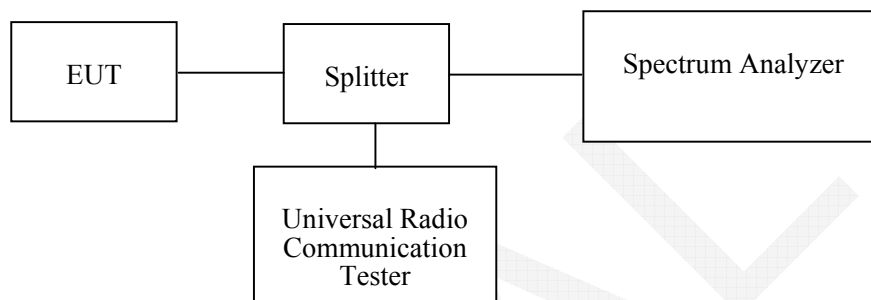 EUT
Splitter
Spectrum Analyzer
Universal Radio
Communication
Tester